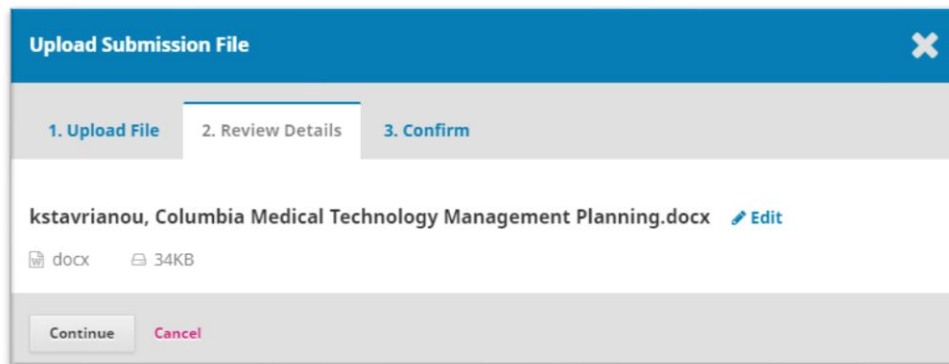 Upload Submission File
1. Upload File 2. Review Details 3. Confirm
kstavrianou, Columbia Medical Technology Management Planning.docx Edit
docx 34KB
Continue Cancel